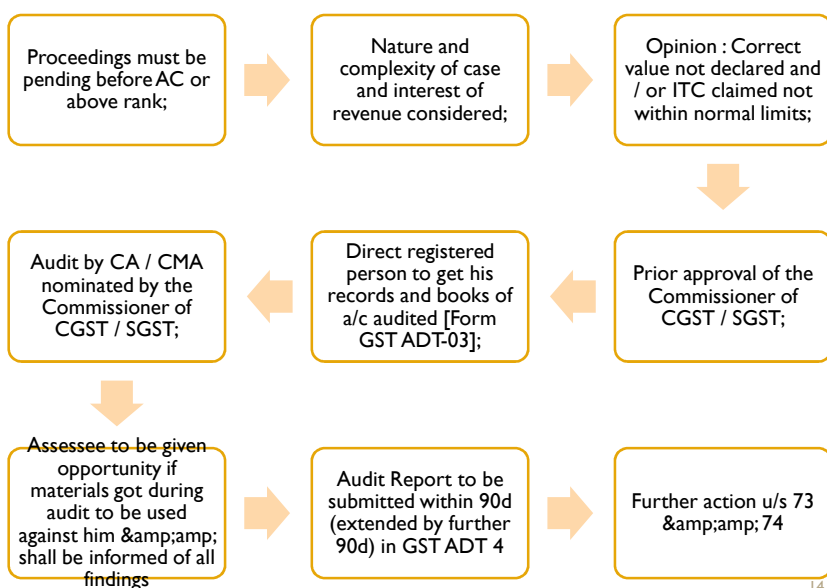 Proceedings must be
pending before AC or
above rank;
Nature and
complexity of case
and interest of
revenue considered;
Opinion : Correct
value not declared and
/ or ITC claimed not
within normal limits;
Prior approval of the
Commissioner of
CGST / SGST;
Direct registered
person to get his
records and books of
a/c audited [Form
GST ADT-03];
Audit by CA / CMA
nominated by the
Commissioner of
CGST / SGST;
Assessee to be given
opportunity if
materials got during
audit to be used
against him &amp;amp;
shall be informed of all
findings
Audit Report to be
submitted within 90d
(extended by further
90d) in GST ADT 4
Further action u/s 73
&amp;amp; 74
14